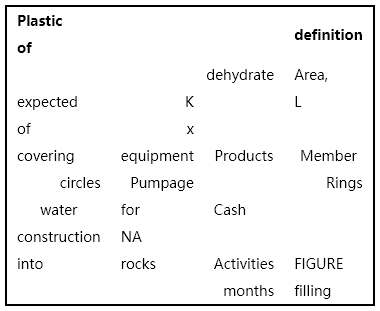 Plastic of definition
dehydrate Area,
expected K L
of x
covering equipment Products Member
circles Pumpage Rings
water for Cash
construction NA
into rocks Activities FIGURE
months filling